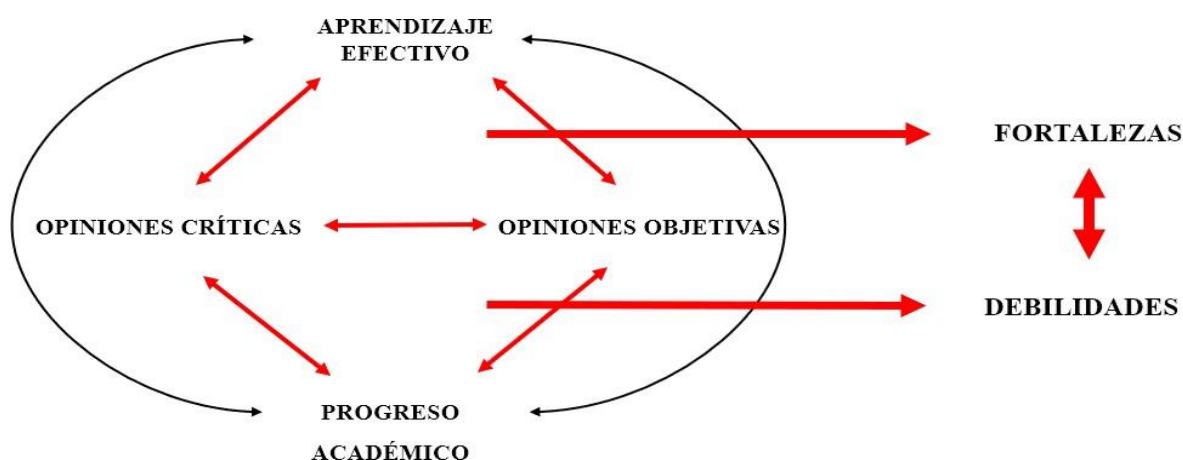 APRENDIZAJE
EFECTIVO
FORTALEZAS
OPINIONES CRÍTICAS
OPINIONES OBJETIVAS
DEBILIDADES
PROGRESO
ACADÉMICO